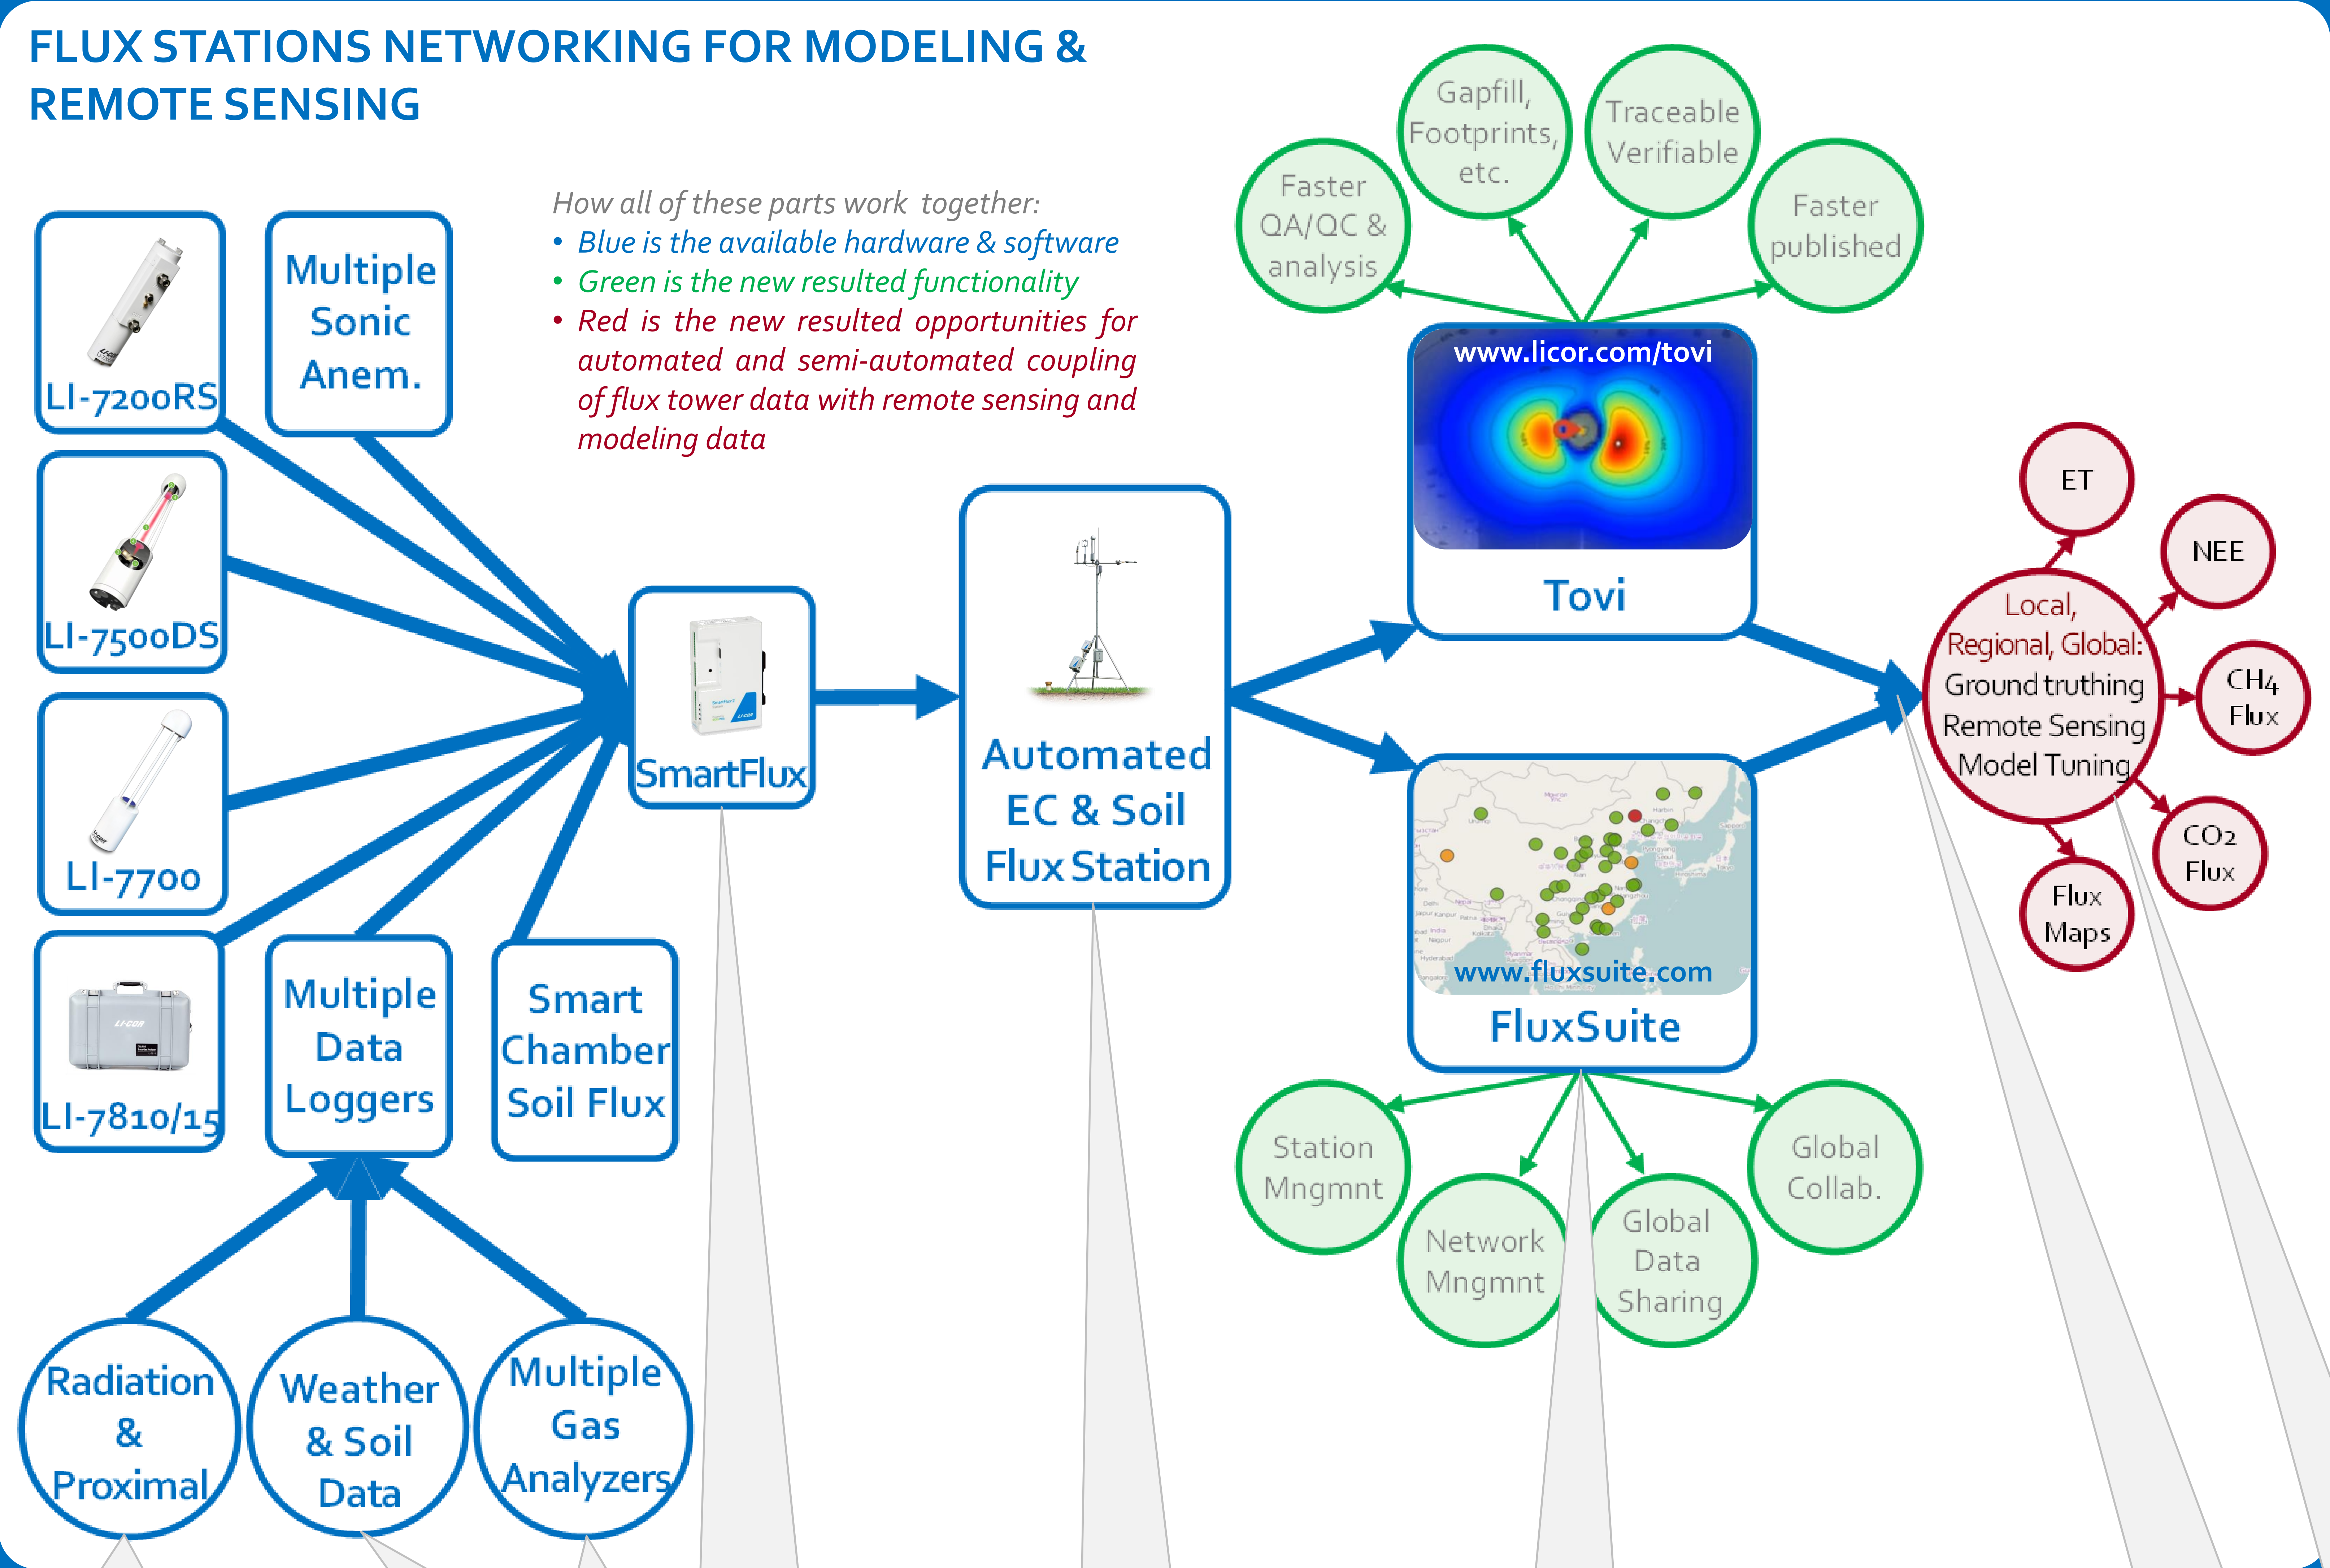 FLUX STATIONS NETWORKING FOR MODELING &
REMOTE SENSING
How all of these parts work together:
• Blue is the available hardware & software
• Green is the new resulted functionality
• Red is the new resulted opportunities for
automated and semi-automated coupling
of flux tower data with remote sensing and
modeling data
LI-7200RS
Multiple
Sonic
Anem.
LI-7500DS
LI-7700
LI-7810/15
Multiple
Data
Loggers
Smart
Chamber
Soil Flux
Radiation
&
Proximal
Weather
& Soil
Data
Multiple
Gas
Analyzers
SmartFlux
Automated
EC & Soil
Flux Station
Faster
QA/QC &
analysis
Gapfill,
Footprints,
etc.
Traceable
Verifiable
Faster
published
www.licor.com/tovi
Tovi
www.fluxsuite.com
FluxSuite
Station
Mngmnt
Network
Mngmnt
Global
Data
Sharing
Global
Collab.
Local,
Regional, Global:
Ground truthing
Remote Sensing
Model Tuning
ET
NEE
CH4
Flux
CO2
Flux
Flux
Maps